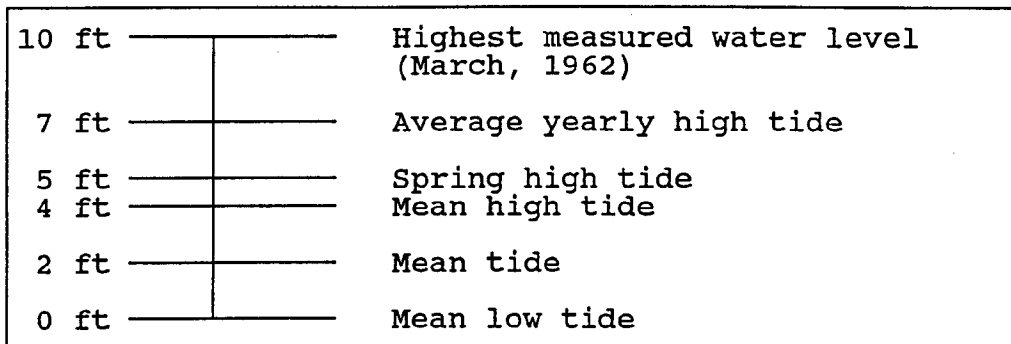 10 ft Highest measured water level
(March, 1962)
7 ft Average yearly high tide
5 ft Spring high tide
4 ft Mean high tide
2 ft Mean tide
0 ft Mean low tide